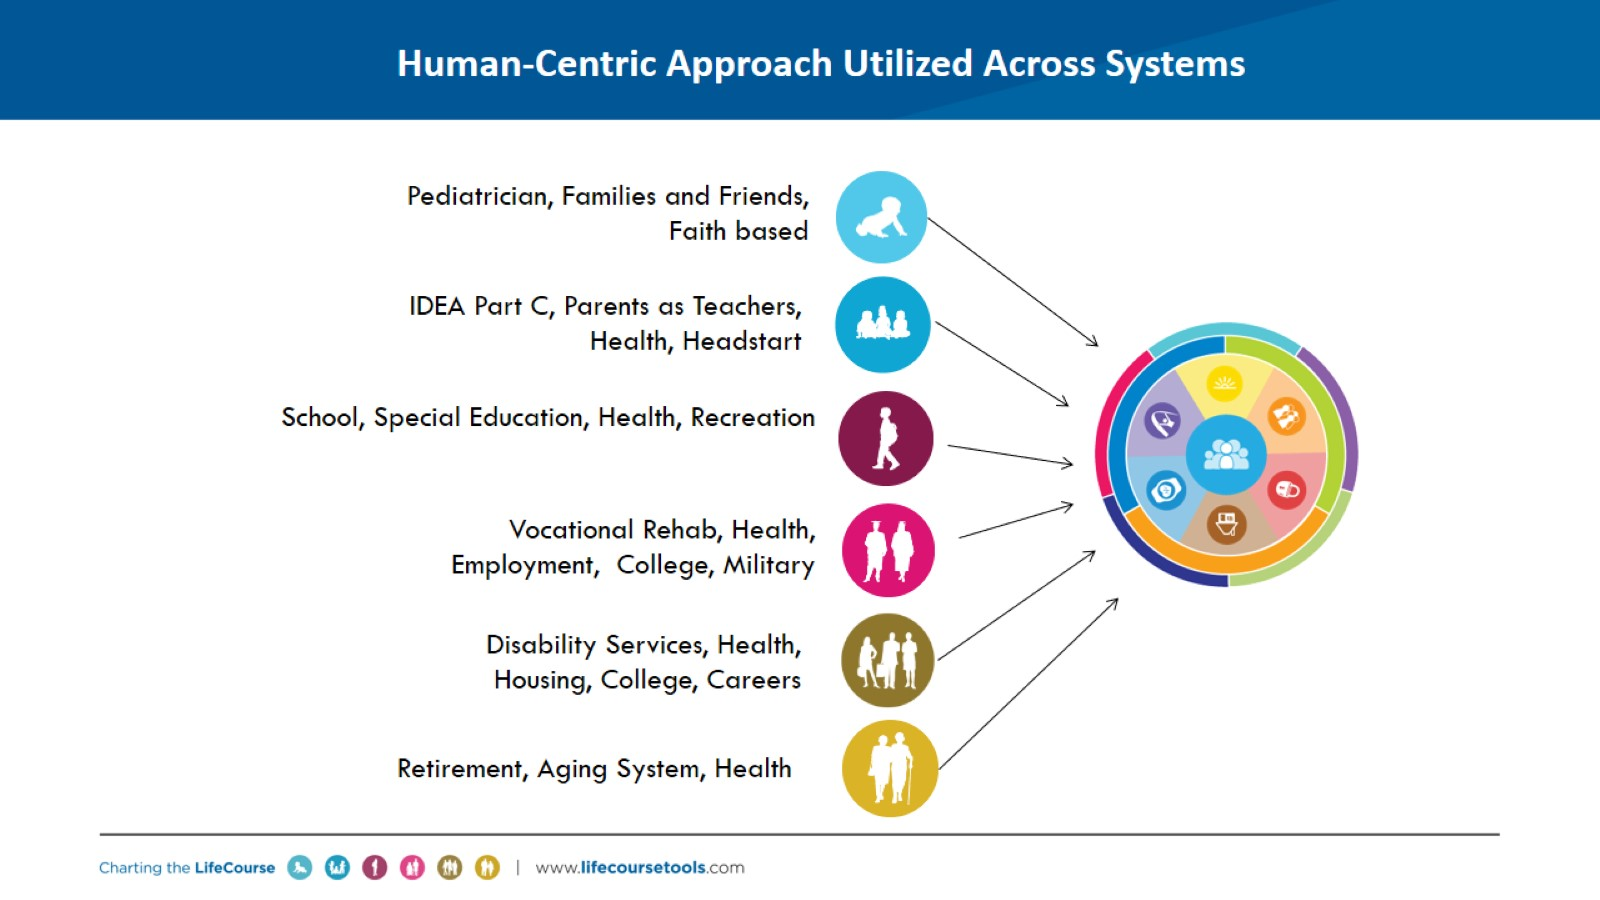 Human-Centric Approach Utilized Across Systems
Pediatrician, Families and Friends,
Faith based
IDEA Part C, Parents as Teachers,
Health, Headstart
School, Special Education, Health, Recreation
Vocational Rehab, Health,
Employment,  College, Military
Disability Services, Health,
Housing, College, Careers
Retirement, Aging System, Health
Charting the LifeCourse | www.lifecoursetools.com